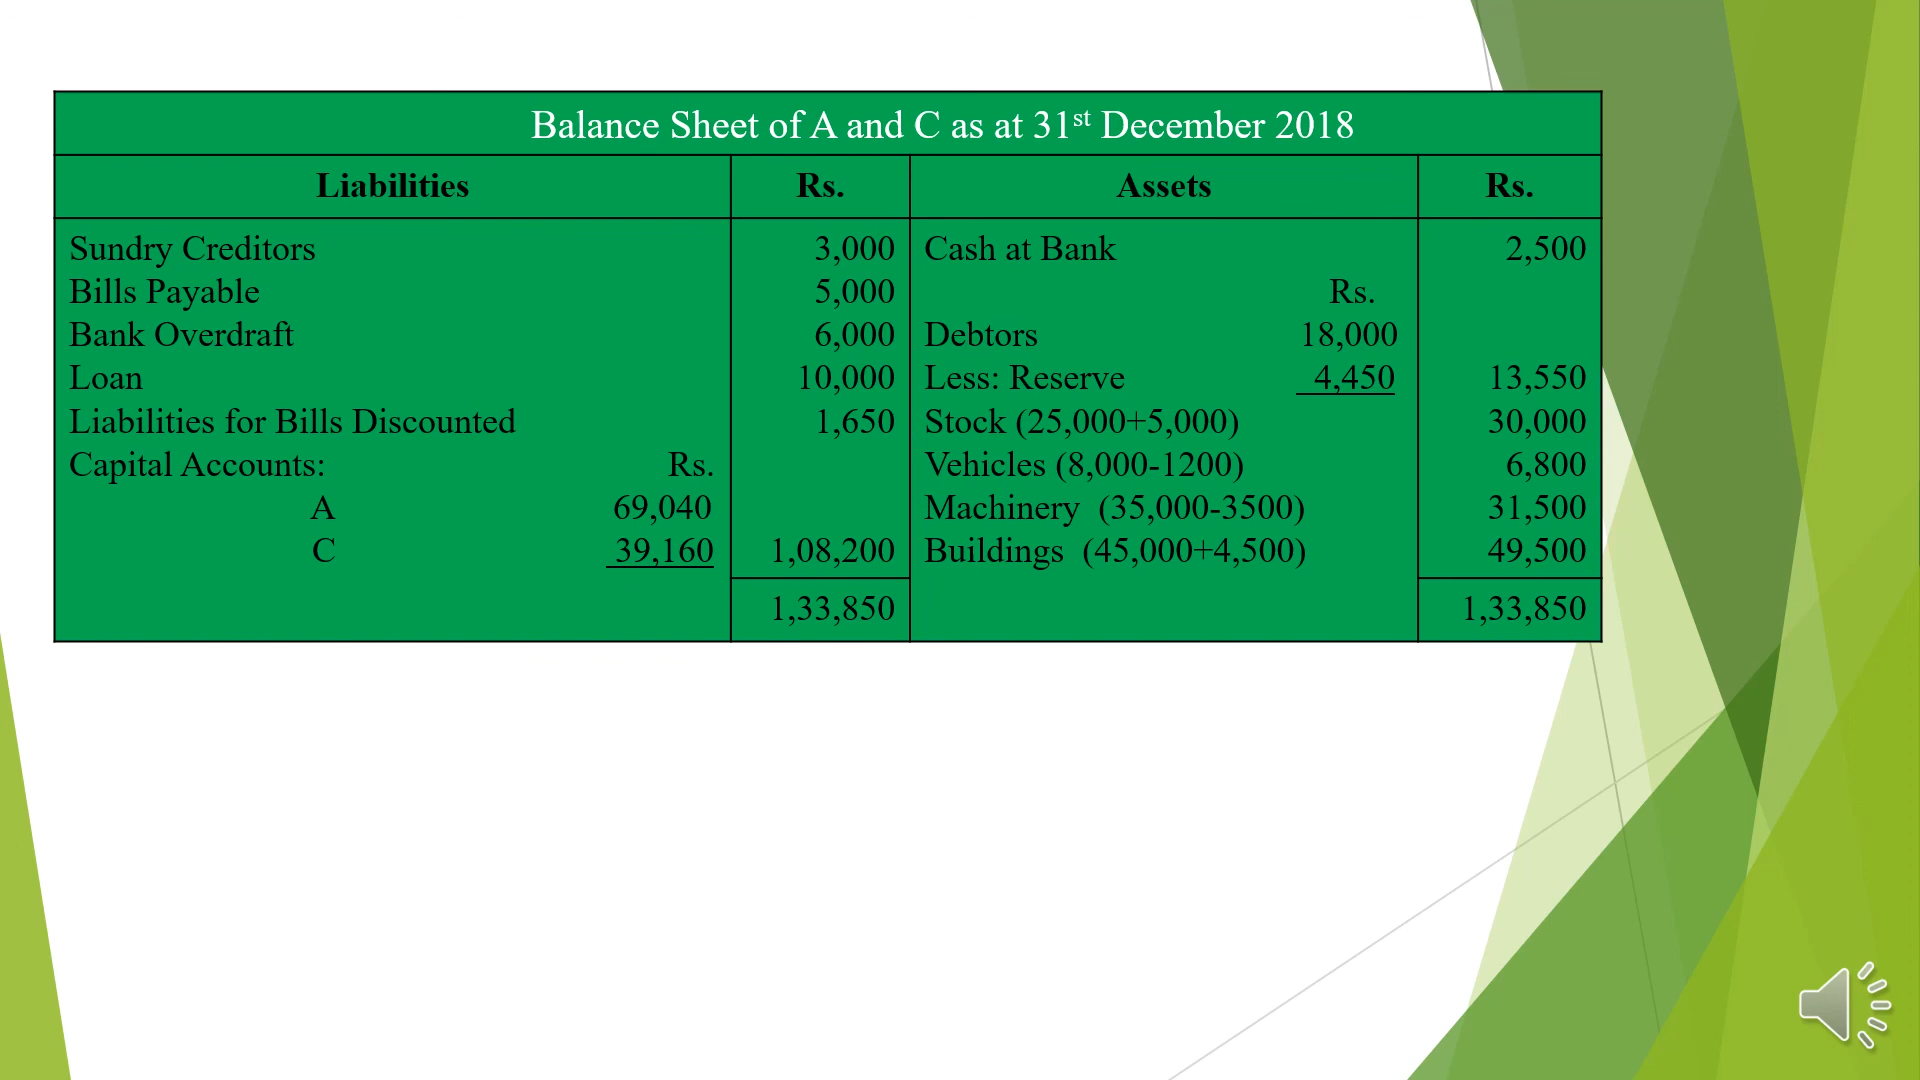 Balance Sheet of A and C as at 31st December 2018
Liabilities Rs. Assets Rs.
Sundry Creditors 3,000 Cash at Bank 2,500
Bills Payable 5,000 Rs.
Bank Overdraft 6,000 Debtors 18,000
Loan 10,000 Less: Reserve 4,450 13,550
Liabilities for Bills Discounted 1,650 Stock (25,000+5,000) 30,000
Capital Accounts: Rs. Vehicles (8,000-1200) 6,800
A 69,040 Machinery (35,000-3500) 31,500
C 39,160 1,08,200 Buildings (45,000+4,500) 49,500
1,33,850 1,33,850